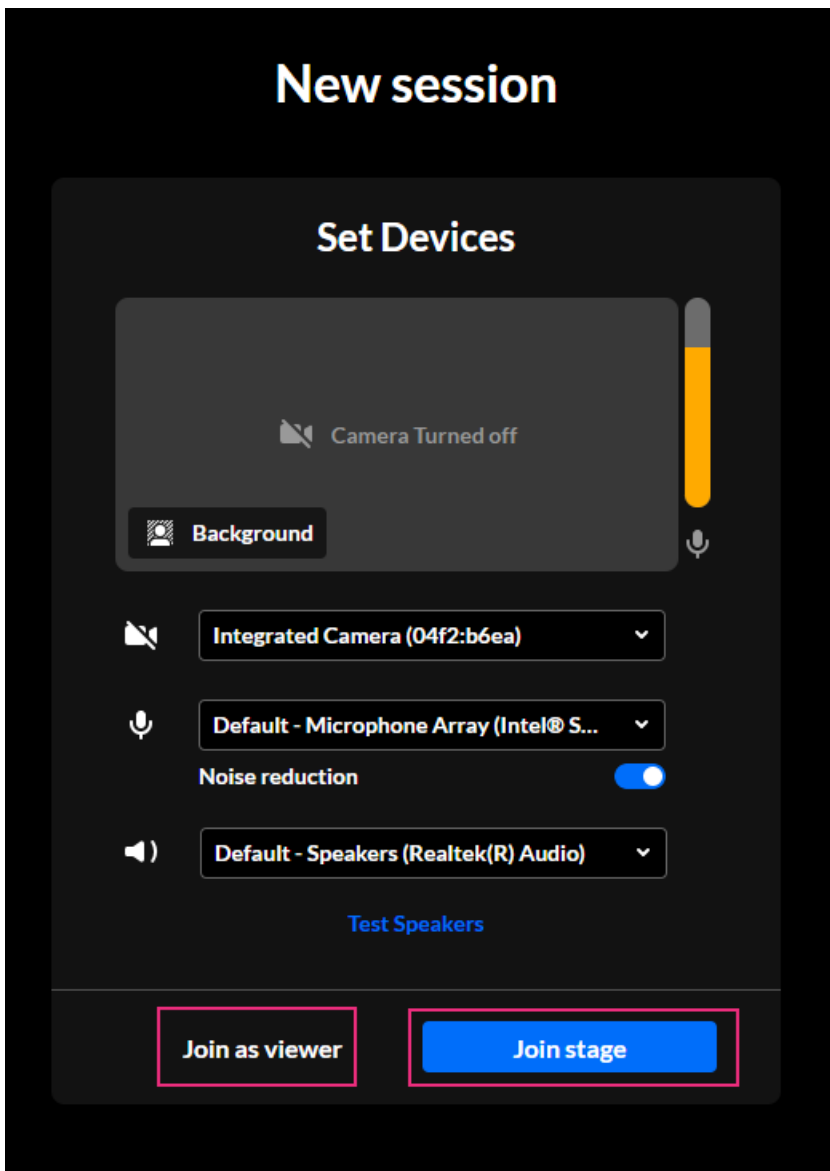 New session
Set Devices
Camera Turned off
Background
Integrated Camera (04f2:b6ea)
Default - Microphone Array (Intel® S...
Noise reduction
Default - Speakers (Realtek(R) Audio)
Test Speakers
Join as viewer
Join stage